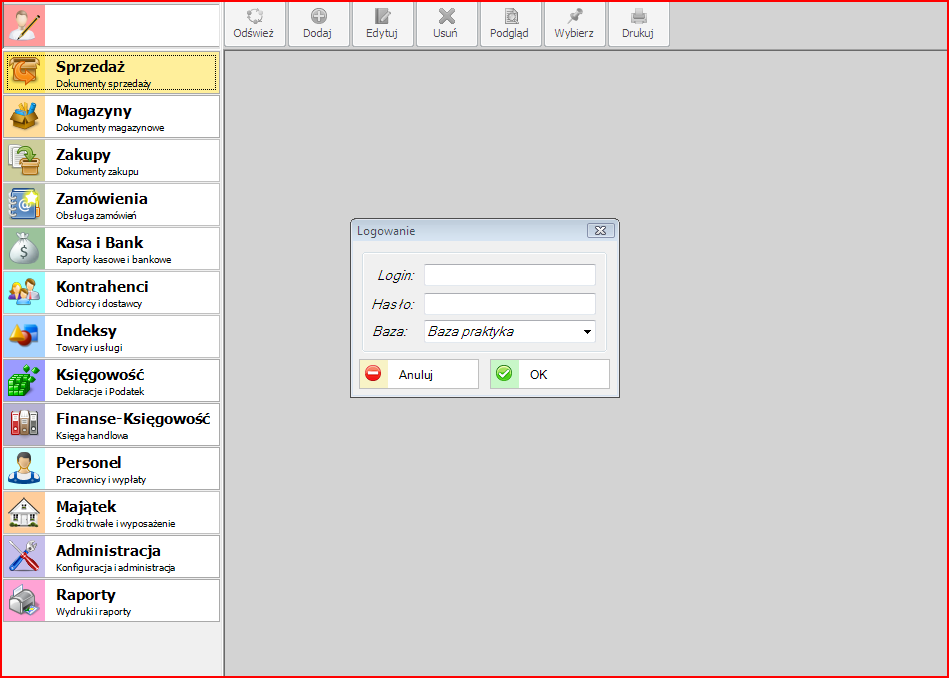 Odśwież Dodaj Edytuj Usuń Podgląd Wybierz Drukuj
Sprzedaż
Dokumenty sprzedaży
Magazyny
Dokumenty magazynowe
Zakupy
Dokumenty zakupu
Zamówienia
Obsługa zamówień
Kasa i Bank
Raporty kasowe i bankowe
Kontrahenci
Odbiorcy i dostawcy
Indeksy
Towary i usługi
Księgowość
Deklaracje i Podatek
Finanse-Księgowość
Księga handlowa
Personel
Pracownicy i wypłaty
Majątek
Środki trwałe i wyposażenie
Administracja
Konfiguracja i administracja
Raporty
Wydruki i raporty
Logowanie
Login:
Hasło:
Baza: Baza praktyka
Anuluj OK